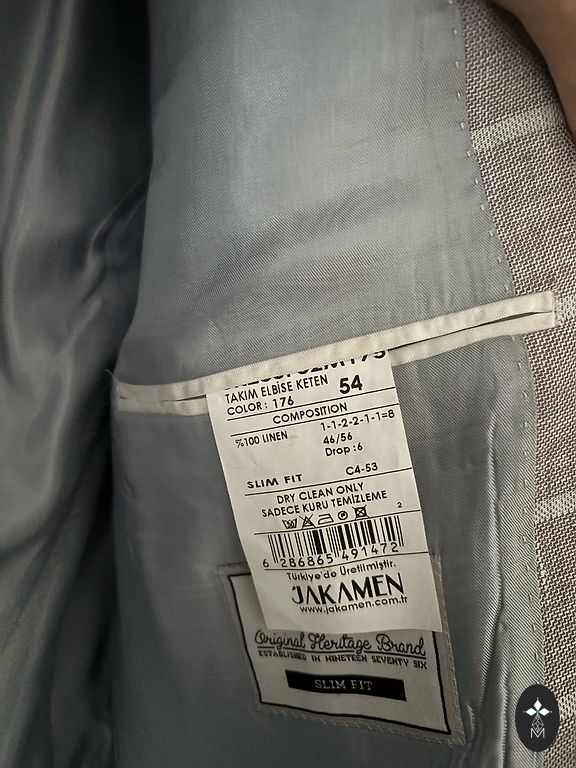 TAKIM ELBİSE KETEN 54
COLOR: 176
COMPOSITION
%100 LINEN 1-1-2-2-1-1=8
46/56
Drop:6
SLIM FIT C4-53
DRY CLEAN ONLY
SADECE KURU TEMİZLEME
2
6 286865 491472
Türkiye'de Üretilmiştir.
JAKAMEN
www.jakamen.com.tr
Original Heritage Brand
ESTABLISHED IN NINETEEN SEVENTY SIX
SLIM FIT
M